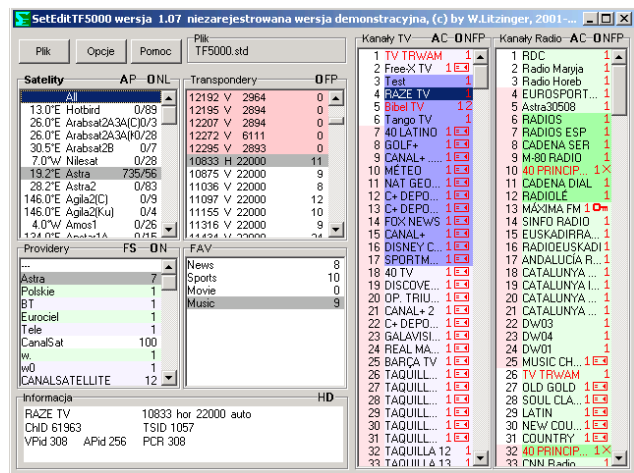 SetEditTF5000 wersja 1.07 niezarejestrowana wersja demonstracyjna, (c) by W.Litzinger, 2001-...
Plik
Opcje
Pomoc
Plik
TF5000.std
Satelity AP ONL
All
13.0°E Hotbird 0/89
26.0°E Arabsat2A3A(C) 0/3
26.0°E Arabsat2A3A(K) 0/28
30.5°E Arabsat2B 0/7
7.0°W Nilesat 0/28
19.2°E Astra 735/56
28.2°E Astra2 0/83
146.0°E Agila2(C) 0/9
146.0°E Agila2(Ku) 0/4
4.0°W Amos1 0/26
Transpondery OFP
12192 V 2964 0
12195 V 2894 0
12207 V 2894 0
12272 V 6111 0
12295 V 2893 0
10833 H 22000 11
10875 V 22000 9
11036 V 22000 8
11097 V 22000 12
11155 V 22000 10
11316 V 22000 9
Providery FS ON
---
Astra 7
Polskie 1
BT 1
Eurociel 1
Tele 1
CanalSat 100
w. 1
w0 1
CANALSATELLITE 12
FAV
News 8
Sports 10
Movie 0
Music 9
Informacja HD
RAZE TV 10833 hor 22000 auto
ChID 61963 TSID 1057
VPid 308 APid 256 PCR 308
Kanały TV AC ONFP
1 TV TRWAM 1
2 Free-X TV 1
3 Test 1
4 RAZE TV 1
5 Bibel TV 12
6 Tango TV 1
7 40 LATINO 1
8 GOLF+ 1
9 CANAL+ .... 1
10 MÉTEO 1
11 NAT GEO... 1
12 C+ DEPO... 1
13 C+ DEPO... 1
14 FOX NEWS 1
15 CANAL+ 1
16 DISNEY C... 1
17 SPORTM... 1
18 40 TV 1
19 DISCOVE... 1
20 OP. TRIU... 1
21 CANAL+ 2 1
22 C+ DEPO... 1
23 GALAVISI... 1
24 REAL MA... 1
25 BARÇA TV 1
26 TAQUILL... 1
27 TAQUILL... 1
28 TAQUILL... 1
29 TAQUILL... 1
30 TAQUILL... 1
31 TAQUILL... 1
32 TAQUILLA 12 1
33 TAQUILLA 13 1
Kanały Radio AC ONFP
1 RDC 1
2 Radio Maryja 1
3 Radio Horeb 1
4 EUROSPORT... 1
5 Astra30508 1
6 RADIOS 1
7 RADIOS ESP 1
8 CADENA SER 1
9 M-80 RADIO 1
10 40 PRINCIP... 1
11 CADENA DIAL 1
12 RADIOLÉ 1
13 MÁXIMA FM 1
14 SINFO RADIO 1
15 EUSKADIRRA... 1
16 RADIOEUSKADI 1
17 ANDALUCÍA R... 1
18 CATALUNYA ... 1
19 CATALUNYA I... 1
20 CATALUNYA ... 1
21 CATALUNYA ... 1
22 DW03 1
23 DW04 1
24 DW01 1
25 MUSIC CH... 1
26 TV TRWAM 1
27 OLD GOLD 1
28 SOUL CLA... 1
29 LATIN 1
30 NEW COU... 1
31 COUNTRY 1
32 40 PRINCIP... 1
33 CNN Radio 1